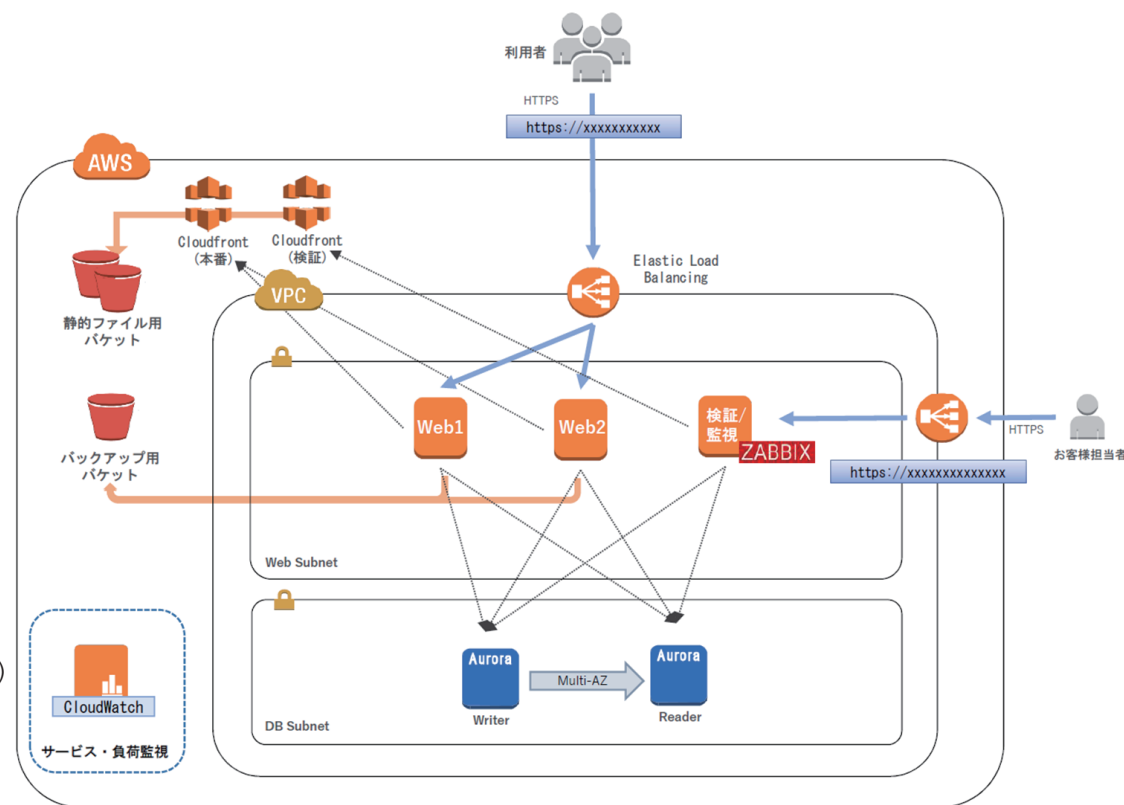 利用者
HTTPS
https://xxxxxxxxxxx
AWS
Cloudfront
(本番)
Cloudfront
(検証)
Elastic Load
Balancing
VPC
静的ファイル用
バケット
Web1
Web2
検証/
監視
ZABBIX
HTTPS
お客様担当者
https://xxxxxxxxxxxxxx
バックアップ用
バケット
Web Subnet
Aurora
Multi-AZ
Aurora
Writer
Reader
DB Subnet
CloudWatch
サービス・負荷監視
)